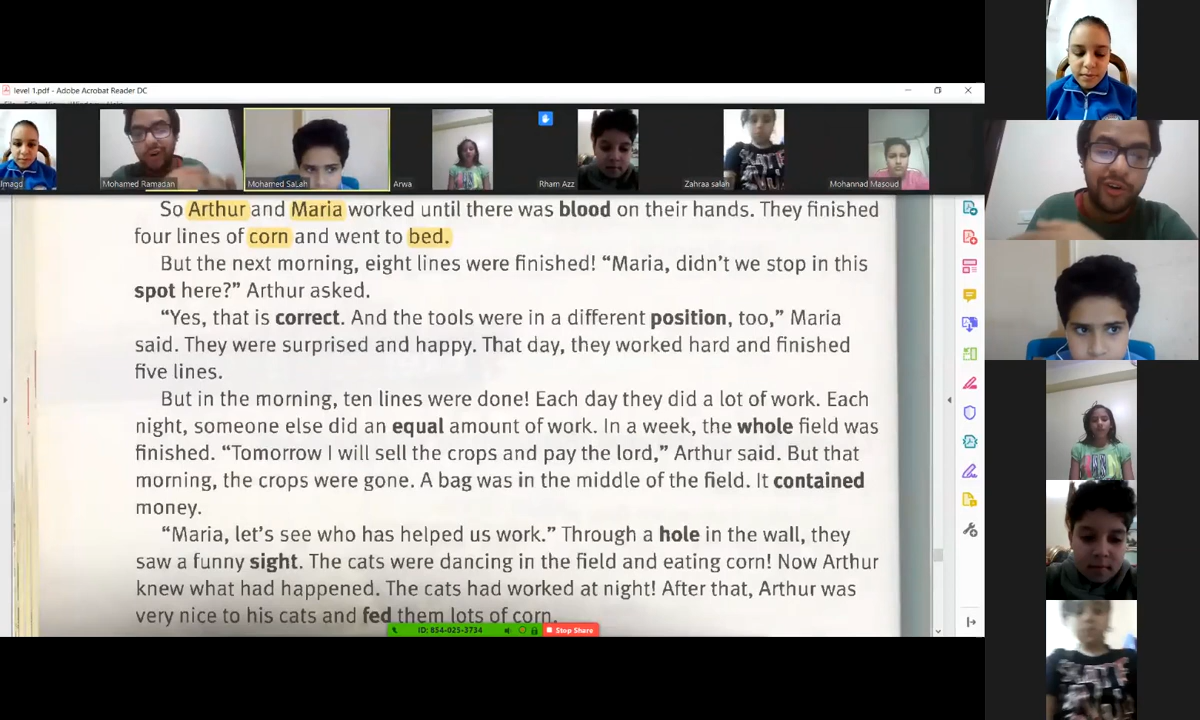 level 1.pdf - Adobe Acrobat Reader DC
lmagd
Mohamed Ramadan
Mohamed SaLah
Arwa
Rham Azz
Zahraa salah
Mohannad Masoud
So Arthur and Maria worked until there was blood on their hands. They finished
four lines of corn and went to bed.
But the next morning, eight lines were finished! “Maria, didn’t we stop in this
spot here?” Arthur asked.
“Yes, that is correct. And the tools were in a different position, too,” Maria
said. They were surprised and happy. That day, they worked hard and finished
five lines.
But in the morning, ten lines were done! Each day they did a lot of work. Each
night, someone else did an equal amount of work. In a week, the whole field was
finished. “Tomorrow I will sell the crops and pay the lord,” Arthur said. But that
morning, the crops were gone. A bag was in the middle of the field. It contained
money.
“Maria, let’s see who has helped us work.” Through a hole in the wall, they
saw a funny sight. The cats were dancing in the field and eating corn! Now Arthur
knew what had happened. The cats had worked at night! After that, Arthur was
very nice to his cats and fed them lots of corn.
ID: 854-025-3734
Stop Share